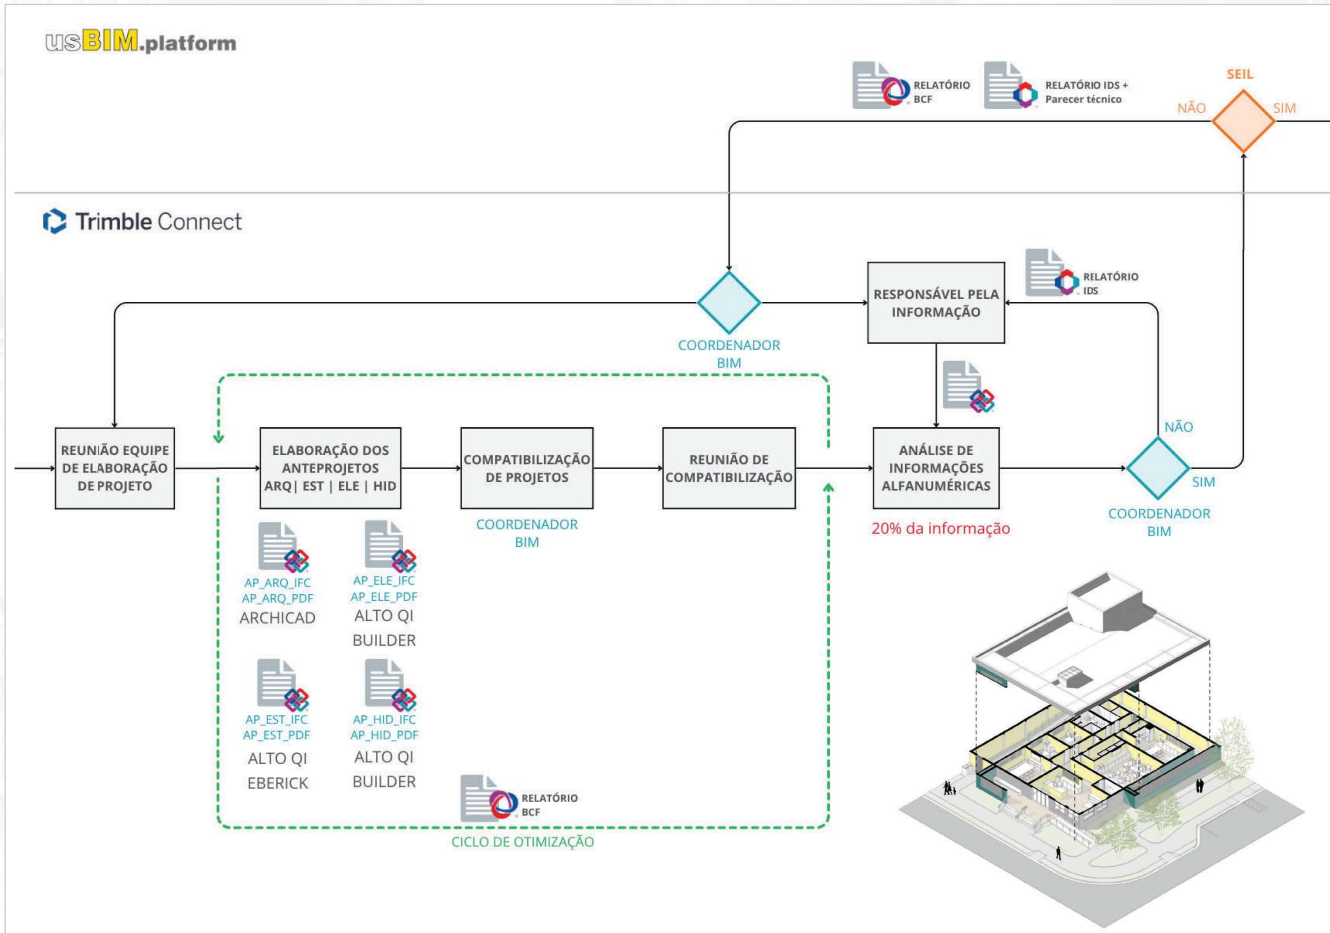 usBIM.platform
RELATÓRIO
BCF
RELATÓRIO IDS +
Parecer técnico
SEIL
NÃO
SIM
Trimble Connect
RESPONSÁVEL PELA
INFORMAÇÃO
RELATÓRIO
IDS
COORDENADOR
BIM
REUNIÃO EQUIPE
DE ELABORAÇÃO
DE PROJETO
ELABORAÇÃO DOS
ANTEPROJETOS
ARQ| EST | ELE | HID
COMPATIBILIZAÇÃO
DE PROJETOS
COORDENADOR
BIM
REUNIÃO DE
COMPATIBILIZAÇÃO
ANÁLISE DE
INFORMAÇÕES
ALFANUMÉRICAS
20% da informação
NÃO
SIM
COORDENADOR
BIM
AP_ARQ_IFC
AP_ARQ_PDF
ARCHICAD
AP_ELE_IFC
AP_ELE_PDF
ALTO QI
BUILDER
AP_EST_IFC
AP_EST_PDF
ALTO QI
EBERICK
AP_HID_IFC
AP_HID_PDF
ALTO QI
BUILDER
RELATÓRIO
BCF
CICLO DE OTIMIZAÇÃO